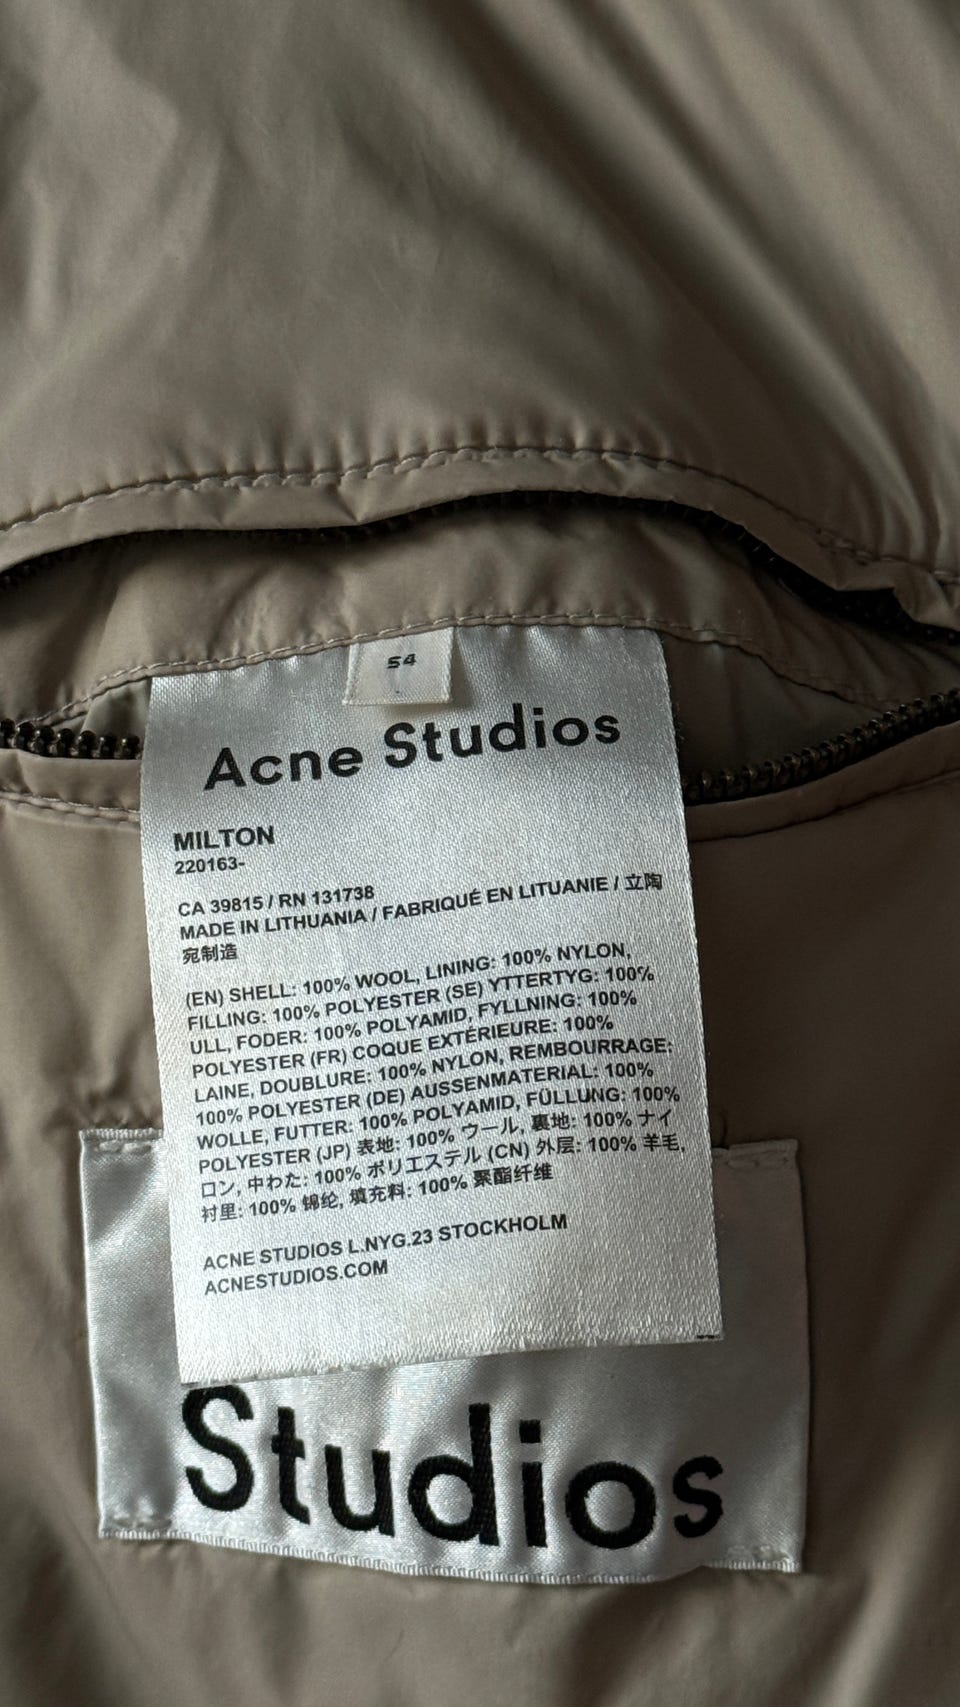 54
Acne Studios
MILTON
220163-
CA 39815 / RN 131738
MADE IN LITHUANIA / FABRIQUÉ EN LITUANIE / 立陶
宛制造
(EN) SHELL: 100% WOOL, LINING: 100% NYLON,
FILLING: 100% POLYESTER (SE) YTTERTYG: 100%
ULL, FODER: 100% POLYAMID, FYLLNING: 100%
POLYESTER (FR) COQUE EXTÉRIEURE: 100%
LAINE, DOUBLURE: 100% NYLON, REMBOURRAGE:
100% POLYESTER (DE) AUSSENMATERIAL: 100%
WOLLE, FUTTER: 100% POLYAMID, FÜLLUNG: 100%
POLYESTER (JP) 表地: 100% ウール, 裏地: 100% ナイ
ロン, 中わた: 100% ポリエステル (CN) 外层: 100% 羊毛,
衬里: 100% 锦纶, 填充料: 100% 聚酯纤维
ACNE STUDIOS L.NYG.23 STOCKHOLM
ACNESTUDIOS.COM
Studios